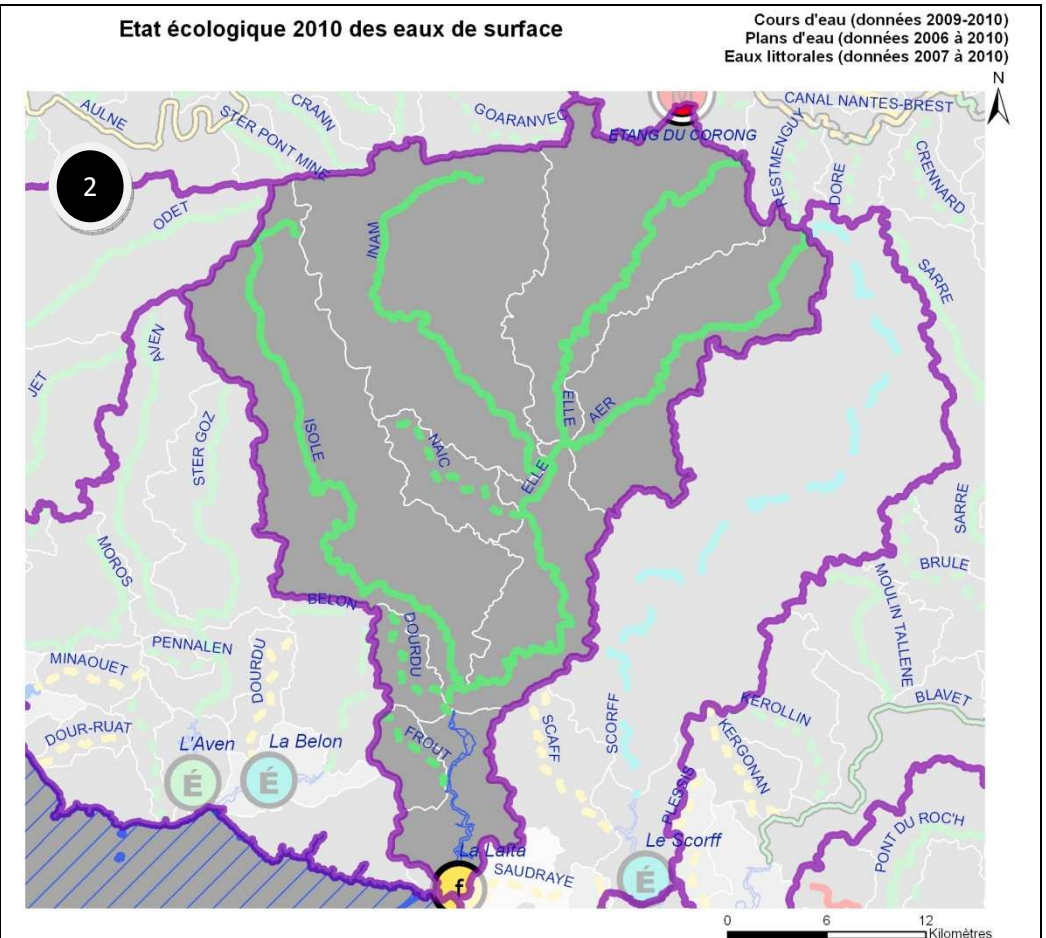 Etat écologique 2010 des eaux de surface
Cours d'eau (données 2009-2010)
Plans d'eau (données 2006 à 2010)
Eaux littorales (données 2007 à 2010)
N
AULNE
STER PONT MINE
CRANN
GOARANVEC
M
ETANG DU CORONG
CANAL NANTES-BREST
RESTMENGUY
DORE
CRENNARD
2
ODET
INAM
SARRE
JET
AVEN
STER GOZ
ISOLE
NAIC
ELLE
AER
ELLE
SARRE
BRULE
MOROS
BELON
DOURDU
MOULIN TALLENE
PENNALEN
MINAOUET
DOURDU
DOUR-RUAT
L'Aven
La Belon
FROUT
SCAFF
SCORFF
KEROLLIN
BLAVET
KERGONAN
PLESSIS
É
É
La Laïta
f
SAUDRAYE
Le Scorff
É
PONT DU ROC'H
0 6 12
Kilomètres